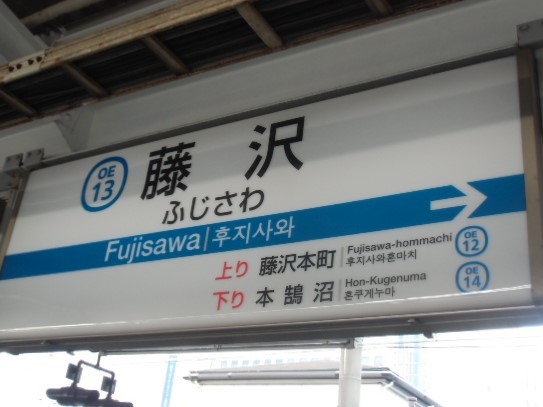 OE
13
藤 沢
ふじさわ
Fujisawa|후지사와
上り 藤沢本町 Fujisawa-hommachi OE
후지사와혼마치 12
下り 本鵠沼 Hon-Kugenuma OE
혼쿠게누마 14